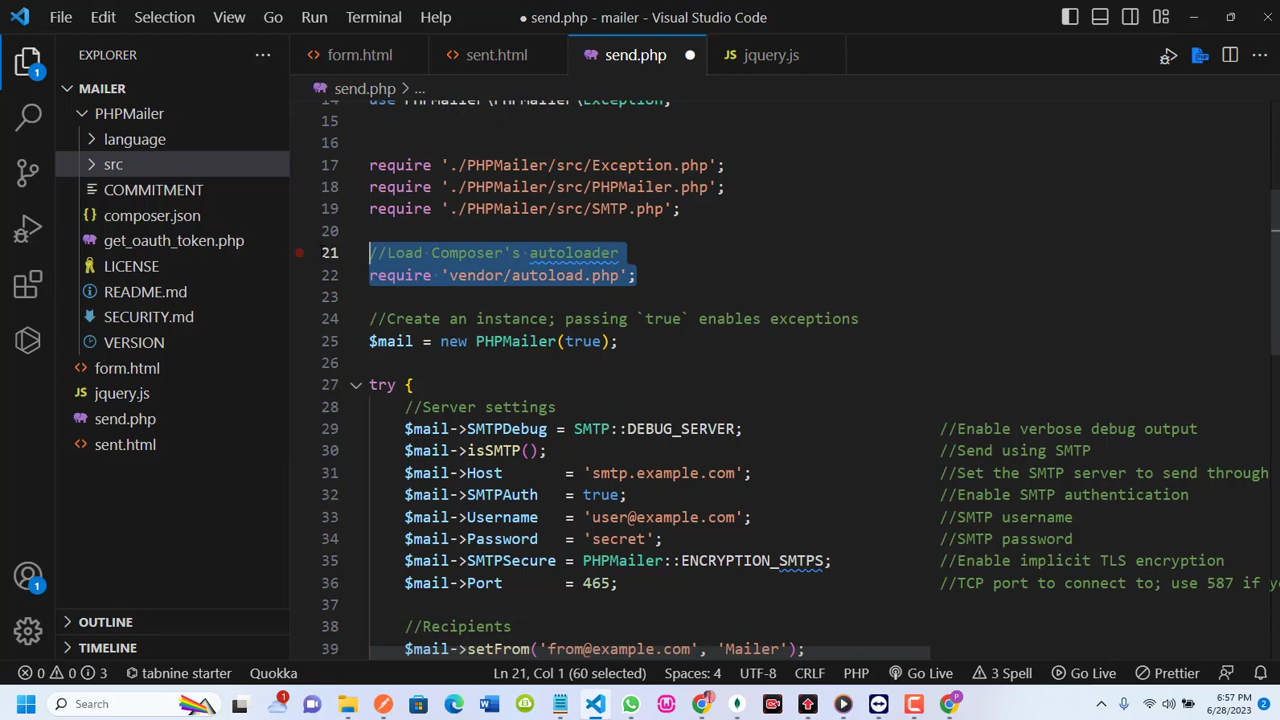 File Edit Selection View Go Run Terminal Help
● send.php - mailer - Visual Studio Code
EXPLORER
form.html
sent.html
send.php
JS jquery.js
MAILER
send.php > ...
PHPMailer
language
src
COMMITMENT
{} composer.json
get_oauth_token.php
LICENSE
README.md
SECURITY.md
VERSION
form.html
JS jquery.js
send.php
sent.html
OUTLINE
TIMELINE
1
1
14 use PHPMailer\PHPMailer\Exception;
15
16
17 require './PHPMailer/src/Exception.php';
18 require './PHPMailer/src/PHPMailer.php';
19 require './PHPMailer/src/SMTP.php';
20
21 //Load Composer's autoloader
22 require 'vendor/autoload.php';
23
24 //Create an instance; passing `true` enables exceptions
25 $mail = new PHPMailer(true);
26
27 try {
28 //Server settings
29 $mail->SMTPDebug = SMTP::DEBUG_SERVER; //Enable verbose debug output
30 $mail->isSMTP(); //Send using SMTP
31 $mail->Host = 'smtp.example.com'; //Set the SMTP server to send through
32 $mail->SMTPAuth = true; //Enable SMTP authentication
33 $mail->Username = 'user@example.com'; //SMTP username
34 $mail->Password = 'secret'; //SMTP password
35 $mail->SMTPSecure = PHPMailer::ENCRYPTION_SMTPS; //Enable implicit TLS encryption
36 $mail->Port = 465; //TCP port to connect to; use 587 if y
37
38 //Recipients
39 $mail->setFrom('from@example.com', 'Mailer');
0 0 3 tabnine starter Quokka Ln 21, Col 1 (60 selected) Spaces: 4 UTF-8 CRLF PHP Go Live 3 Spell Go Live Prettier
Search
6:57 PM
6/28/2023